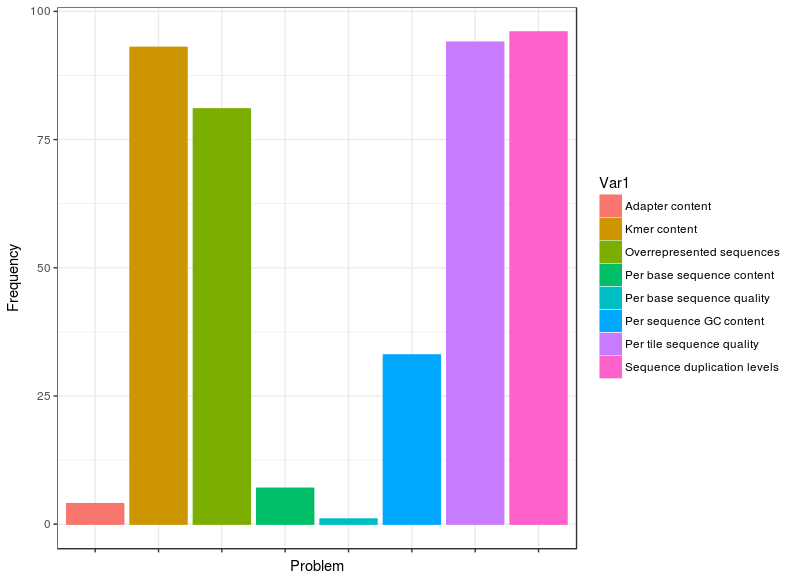 100
75
50
25
0
Frequency
Problem
Var1
Adapter content
Kmer content
Overrepresented sequences
Per base sequence content
Per base sequence quality
Per sequence GC content
Per tile sequence quality
Sequence duplication levels